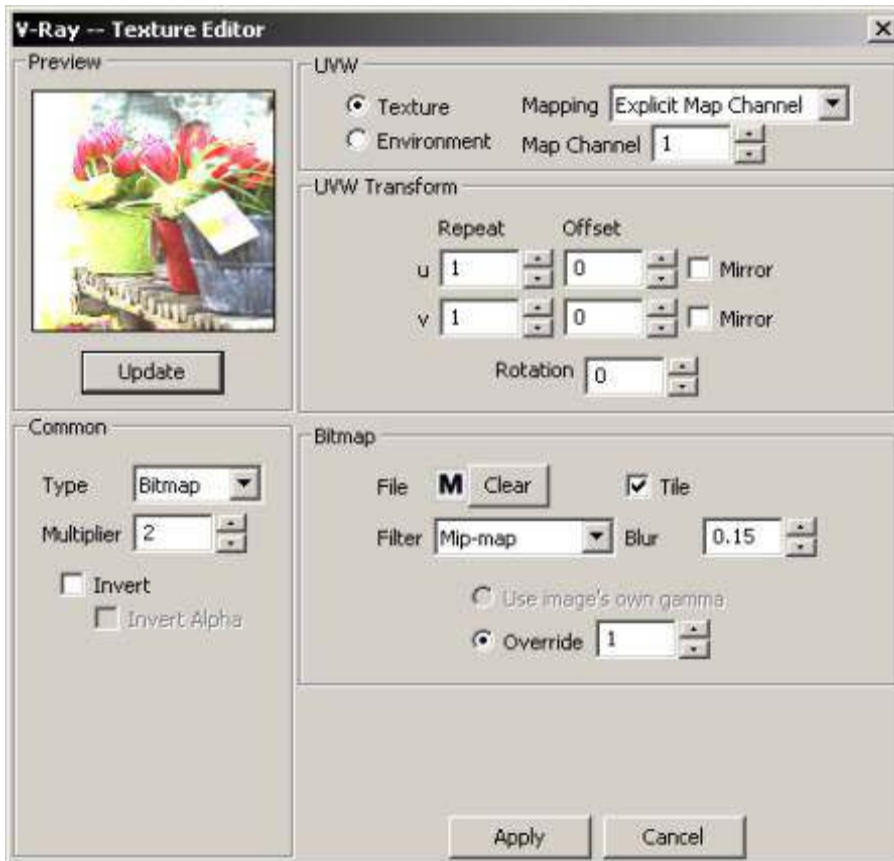 V-Ray -- Texture Editor
Preview
Update
UVW
Texture
Mapping Explicit Map Channel
Environment
Map Channel 1
UVW Transform
Repeat Offset
u 1 0 Mirror
v 1 0 Mirror
Rotation 0
Common
Type Bitmap
Multiplier 2
Invert
Invert Alpha
Bitmap
File M Clear Tile
Filter Mip-map Blur 0.15
Use image's own gamma
Override 1
Apply Cancel